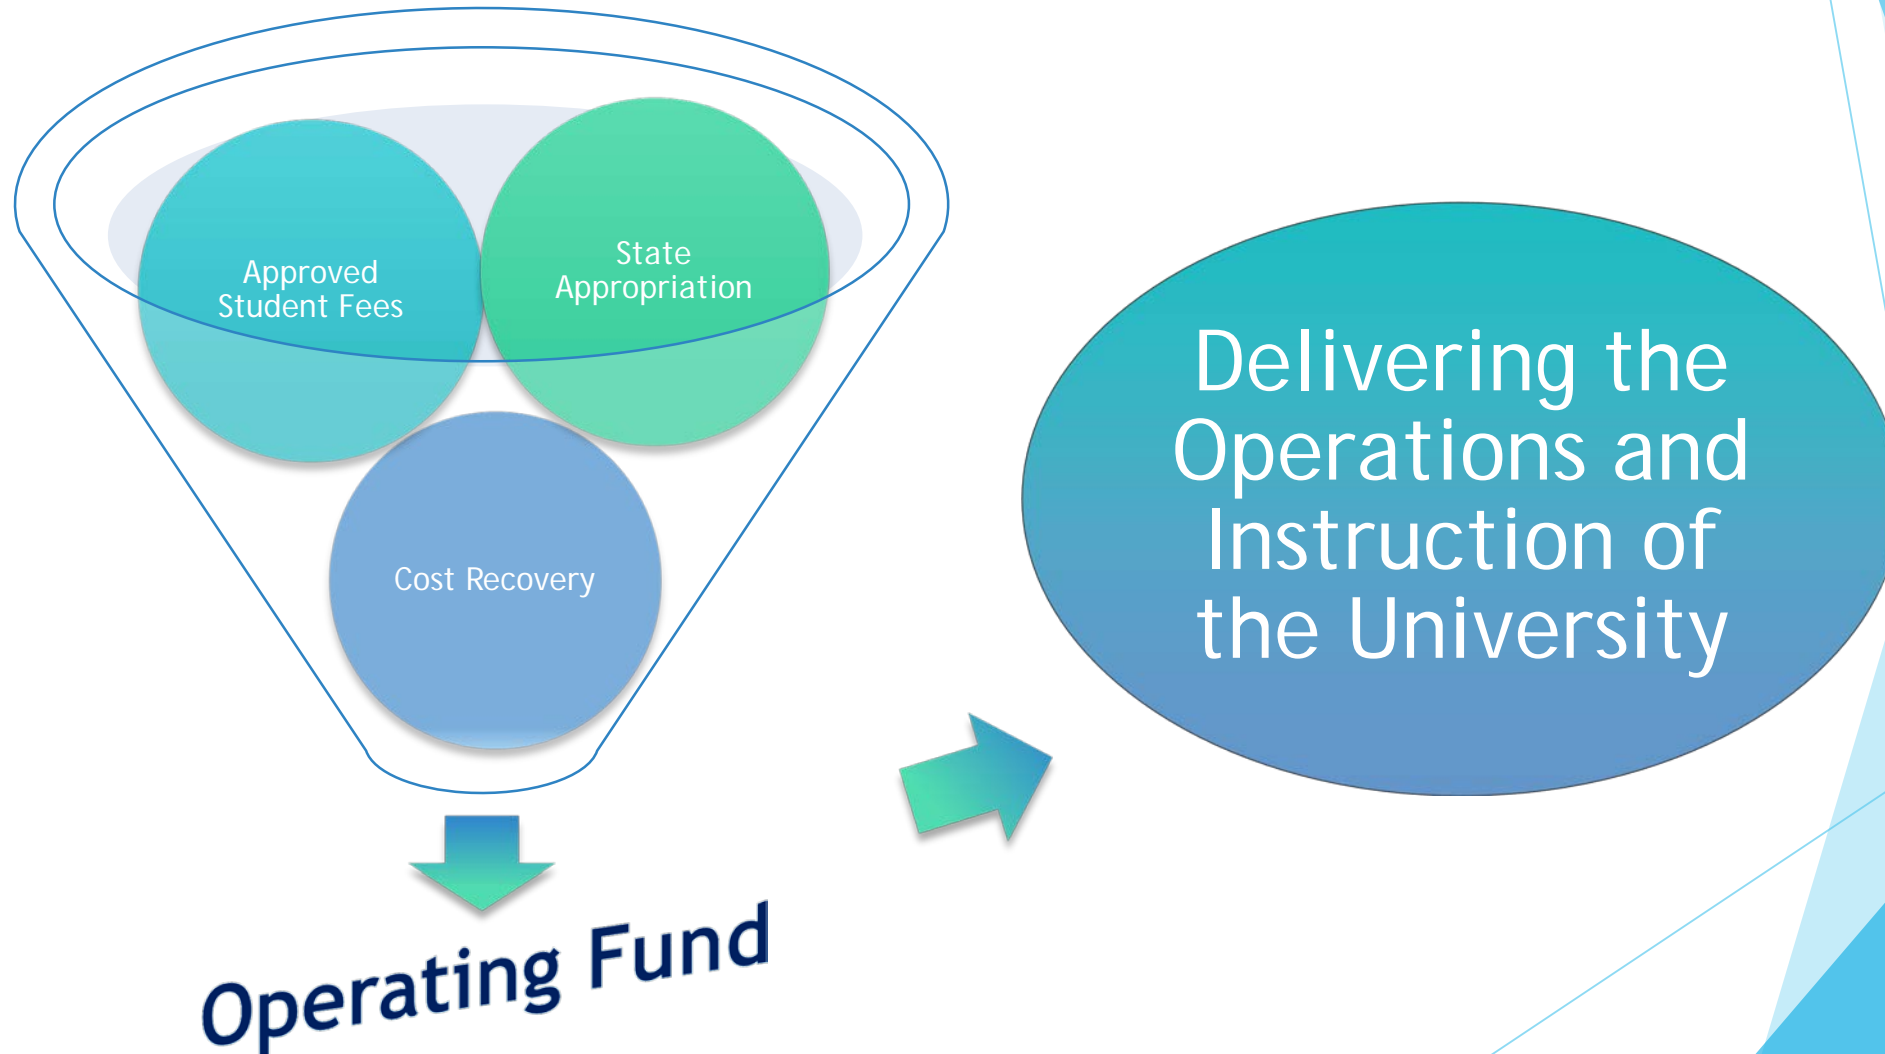 Approved
Student Fees
State
Appropriation
Cost Recovery
Operating Fund
Delivering the
Operations and
Instruction of
the University